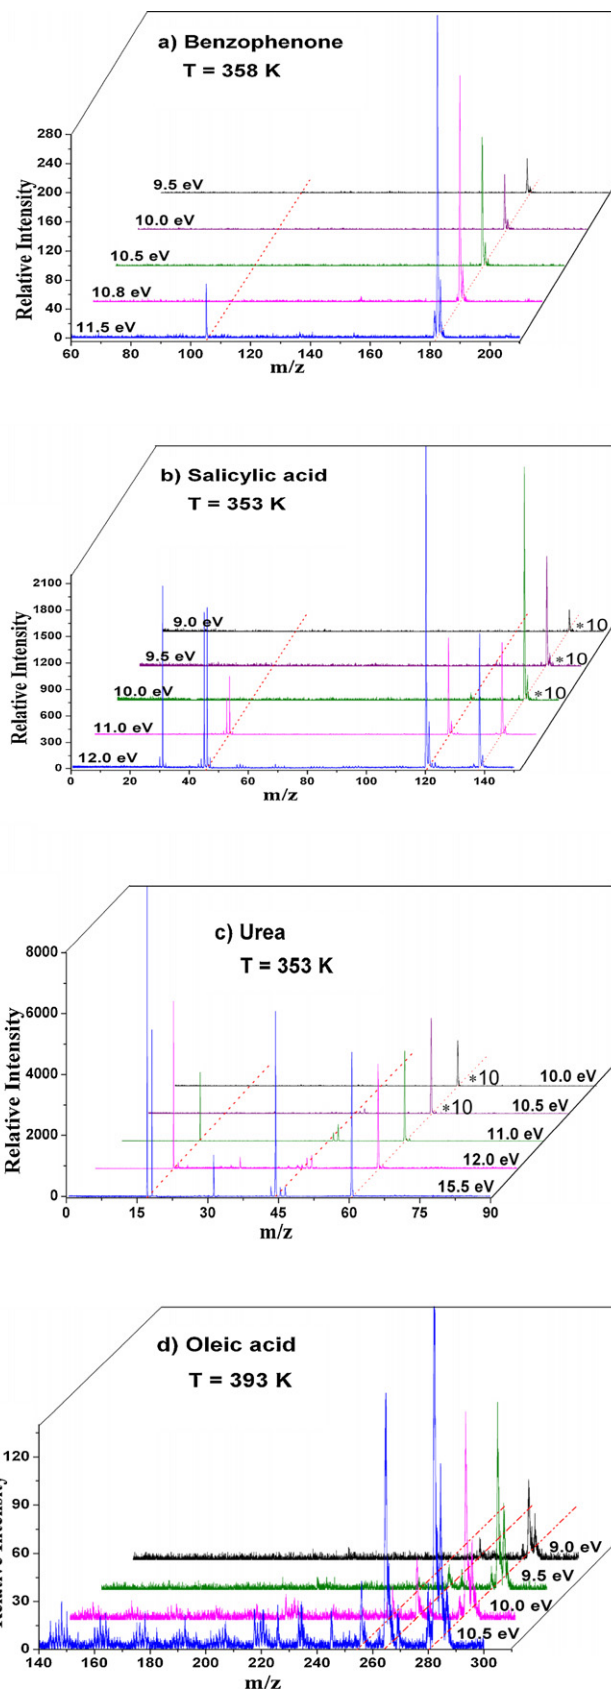 a) Benzophenone
T = 358 K
280
240
200
160
120
80
40
0
9.5 eV
10.0 eV
10.5 eV
10.8 eV
11.5 eV
60 80 100 120 140 160 180 200
Relative Intensity
m/z
b) Salicylic acid
T = 353 K
2100
1800
1500
1200
900
600
300
0
9.0 eV
*10
9.5 eV
*10
10.0 eV
*10
11.0 eV
12.0 eV
0 20 40 60 80 100 120 140
Relative Intensity
m/z
c) Urea
T = 353 K
8000
6000
4000
2000
0
*10
10.0 eV
*10
10.5 eV
11.0 eV
12.0 eV
15.5 eV
0 15 30 45 60 75 90
Relative Intensity
m/z
d) Oleic acid
T = 393 K
120
90
60
30
0
9.0 eV
9.5 eV
10.0 eV
10.5 eV
140 160 180 200 220 240 260 280 300
Relative Intensity
m/z